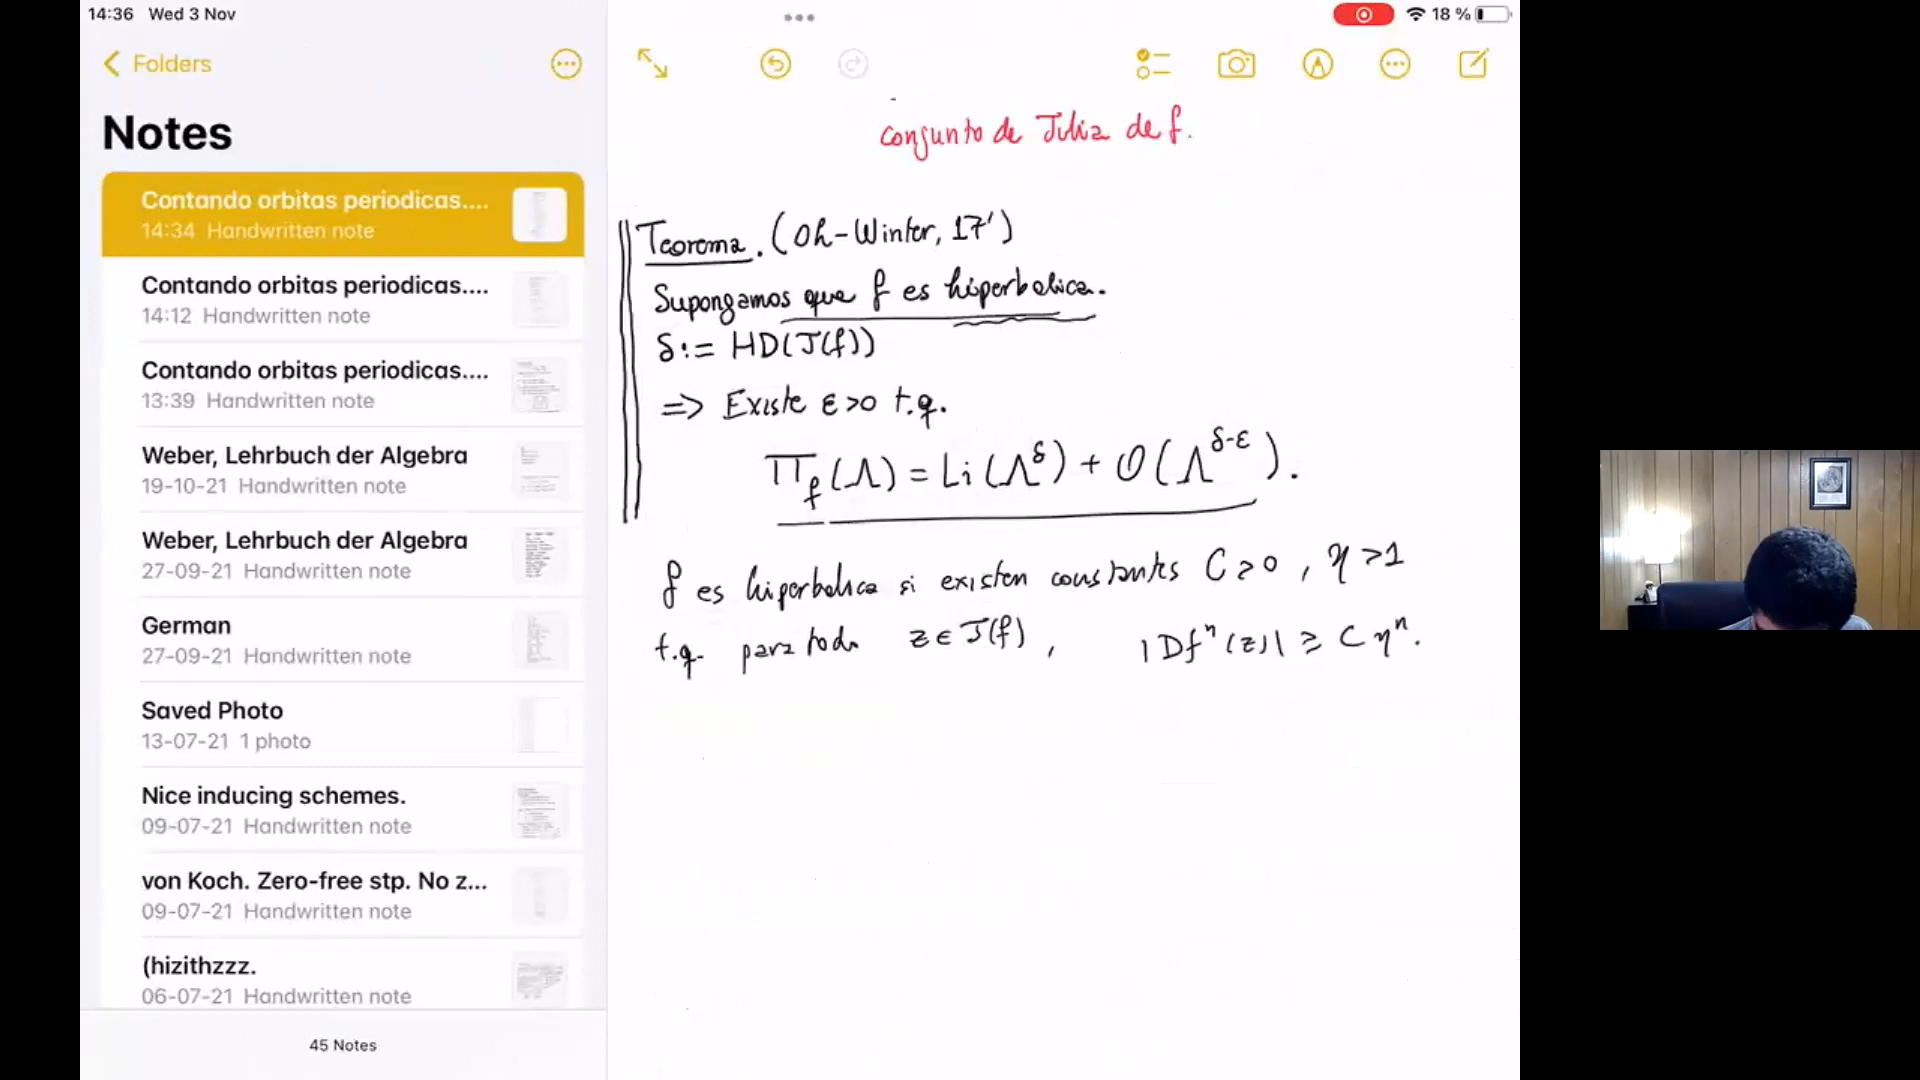 14:36 Wed 3 Nov
18 %
Folders
Notes
Contando orbitas periodicas....
14:34 Handwritten note
Contando orbitas periodicas....
14:12 Handwritten note
Contando orbitas periodicas....
13:39 Handwritten note
Weber, Lehrbuch der Algebra
19-10-21 Handwritten note
Weber, Lehrbuch der Algebra
27-09-21 Handwritten note
German
27-09-21 Handwritten note
Saved Photo
13-07-21 1 photo
Nice inducing schemes.
09-07-21 Handwritten note
von Koch. Zero-free stp. No z...
09-07-21 Handwritten note
(hizithzzz.
06-07-21 Handwritten note
45 Notes
conjunto de Julia de f.
Teorema. (Oh-Winter, 17')
Supongamos que f es hiperbolica.
δ := HD(J(f))
=> Existe ε>0 t.q.
Π_f(Λ) = Li(Λ^δ) + O(Λ^{δ-ε}).
f es hiperbolica si existen constantes C>0, η>1
t.q. para todo z∈J(f), |Df^n(z)| ≥ C η^n.